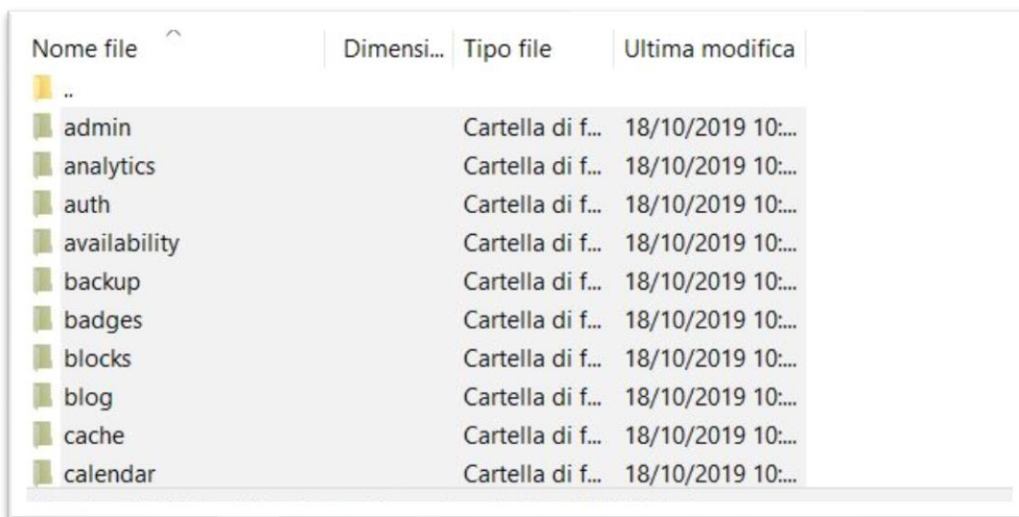 Nome file Dimensi... Tipo file Ultima modifica
..
admin Cartella di f... 18/10/2019 10:...
analytics Cartella di f... 18/10/2019 10:...
auth Cartella di f... 18/10/2019 10:...
availability Cartella di f... 18/10/2019 10:...
backup Cartella di f... 18/10/2019 10:...
badges Cartella di f... 18/10/2019 10:...
blocks Cartella di f... 18/10/2019 10:...
blog Cartella di f... 18/10/2019 10:...
cache Cartella di f... 18/10/2019 10:...
calendar Cartella di f... 18/10/2019 10:...